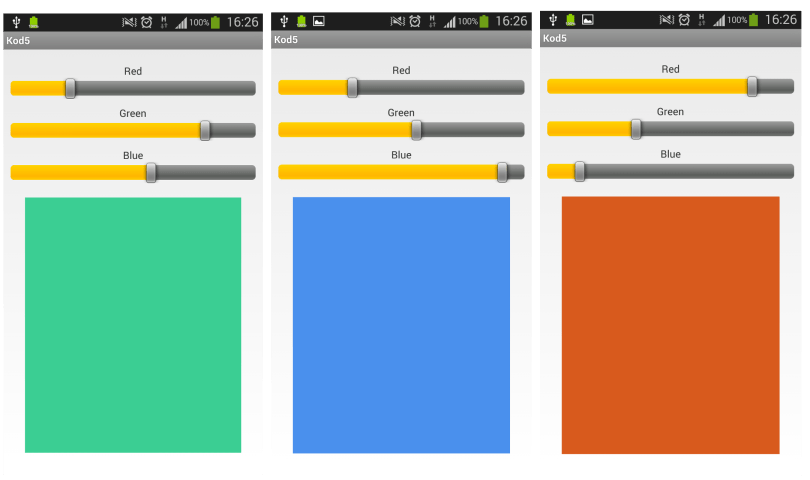 H 100% 16:26
Kod5
Red
Green
Blue
H 100% 16:26
Kod5
Red
Green
Blue
H 100% 16:26
Kod5
Red
Green
Blue